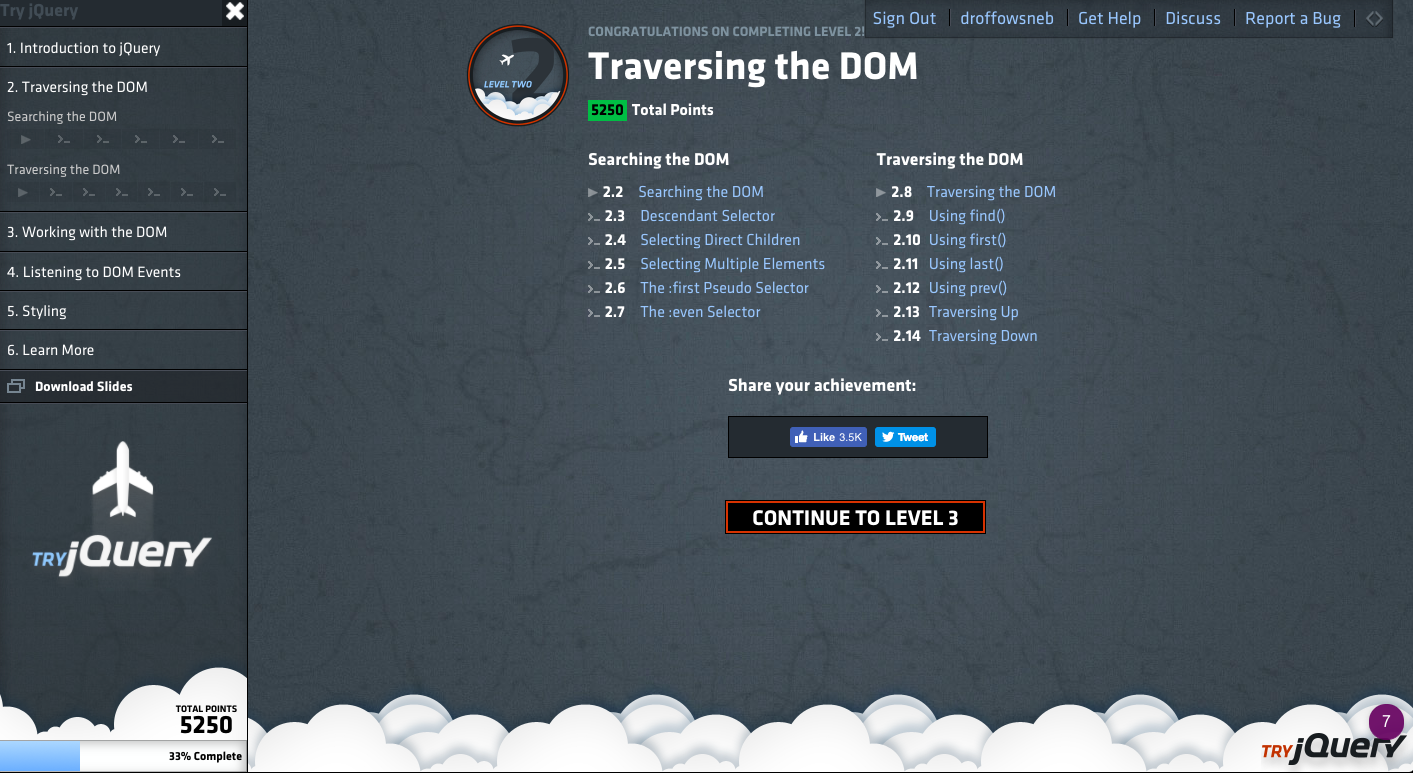 Try jQuery
1. Introduction to jQuery
2. Traversing the DOM
Searching the DOM
Traversing the DOM
3. Working with the DOM
4. Listening to DOM Events
5. Styling
6. Learn More
Download Slides
TRY jQuery
TOTAL POINTS
5250
33% Complete
Sign Out droffowsneb Get Help Discuss Report a Bug
2
LEVEL TWO
CONGRATULATIONS ON COMPLETING LEVEL 2!
Traversing the DOM
5250 Total Points
Searching the DOM
2.2 Searching the DOM
2.3 Descendant Selector
2.4 Selecting Direct Children
2.5 Selecting Multiple Elements
2.6 The :first Pseudo Selector
2.7 The :even Selector
Traversing the DOM
2.8 Traversing the DOM
2.9 Using find()
2.10 Using first()
2.11 Using last()
2.12 Using prev()
2.13 Traversing Up
2.14 Traversing Down
Share your achievement:
Like 3.5K Tweet
CONTINUE TO LEVEL 3
7
TRY jQuery